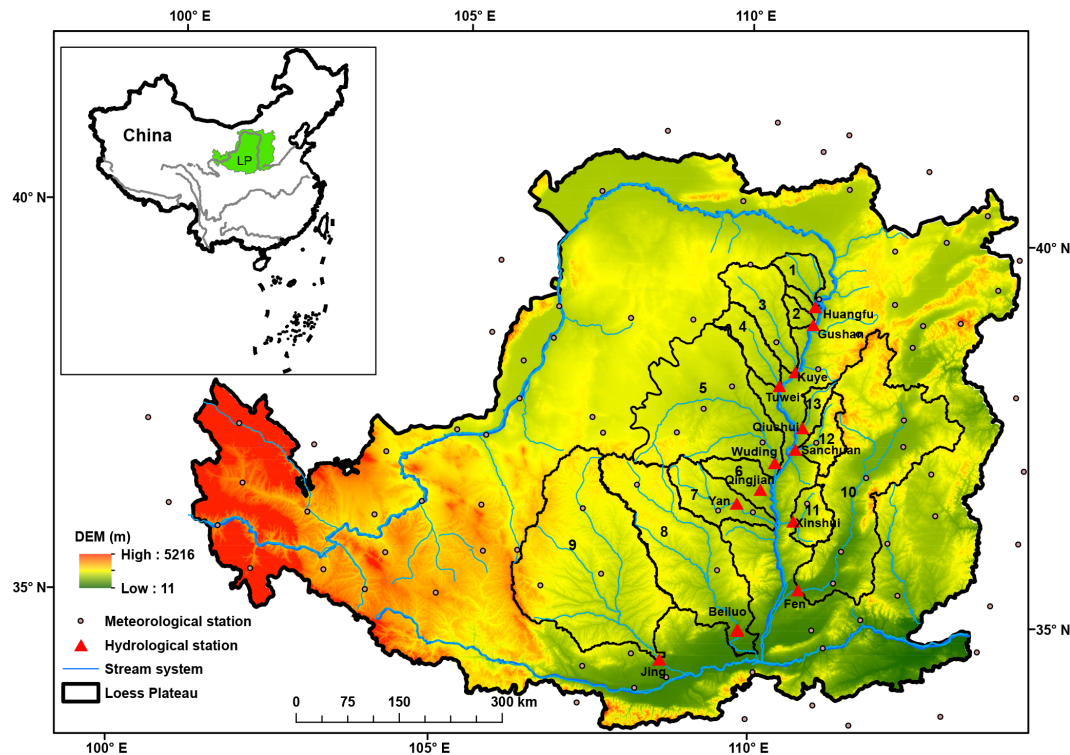 100° E 105° E 110° E
China
LP
40° N
40° N
1
Huangfu
2
3
Gushan
4
Kuye
Tuwei
5
13
Qiushui
12
Wuding
Sanchuan
6
Qingjian
7
Yan
10
11
Xinshui
8
9
DEM (m)
High : 5216
Low : 11
35° N
Fen
Beiluo
35° N
Meteorological station
Hydrological station
Stream system
Jing
Loess Plateau
0 75 150 300 km
100° E 105° E 110° E